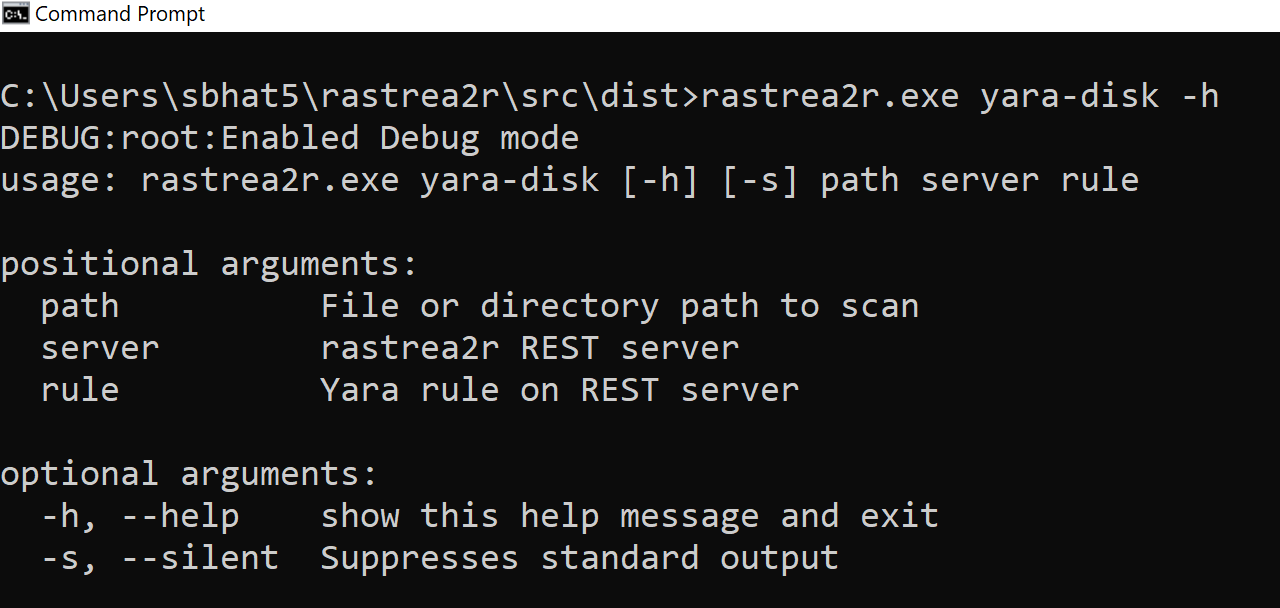 Command Prompt
C:\Users\sbhat5\rastrea2r\src\dist>rastrea2r.exe yara-disk -h
DEBUG:root:Enabled Debug mode
usage: rastrea2r.exe yara-disk [-h] [-s] path server rule
positional arguments:
  path          File or directory path to scan
  server        rastrea2r REST server
  rule          Yara rule on REST server
optional arguments:
  -h, --help    show this help message and exit
  -s, --silent  Suppresses standard output